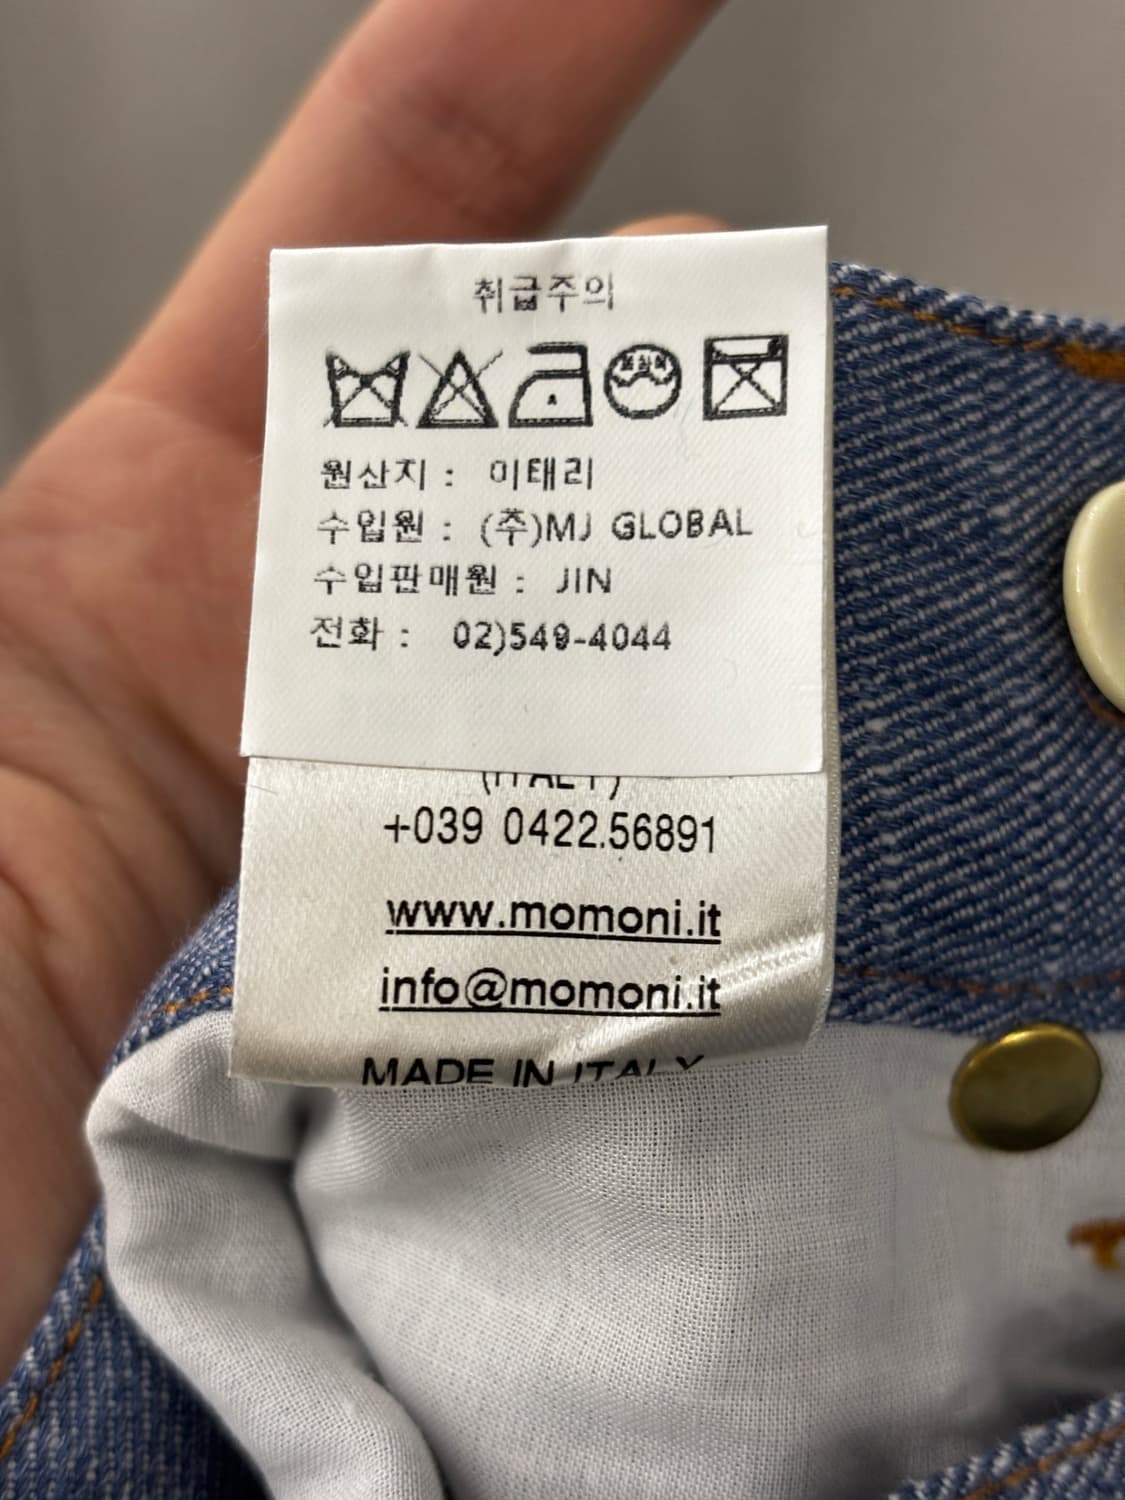 취급주의
원산지 : 이태리
수입원 : (주)MJ GLOBAL
수입판매원 : JIN
전화 : 02)549-4044
(ITALY)
+039 0422.56891
www.momoni.it
info@momoni.it
MADE IN ITALY